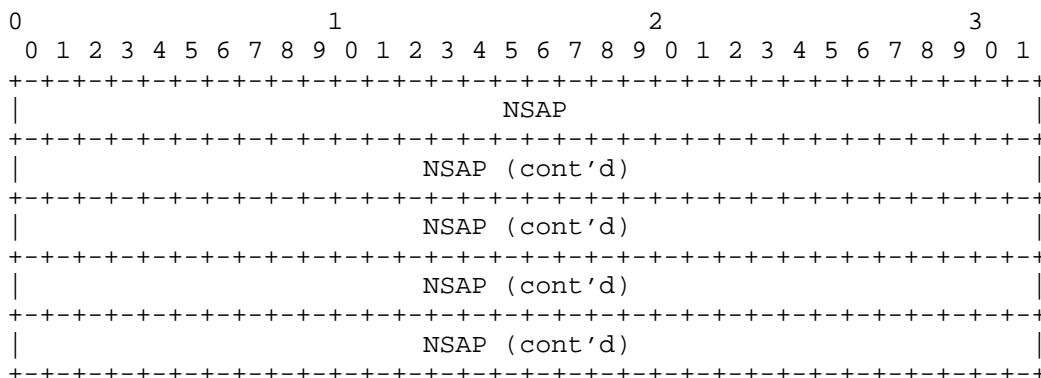 0                   1                   2                   3
 0 1 2 3 4 5 6 7 8 9 0 1 2 3 4 5 6 7 8 9 0 1 2 3 4 5 6 7 8 9 0 1
+-+-+-+-+-+-+-+-+-+-+-+-+-+-+-+-+-+-+-+-+-+-+-+-+-+-+-+-+-+-+-+-+
|                              NSAP                             |
+-+-+-+-+-+-+-+-+-+-+-+-+-+-+-+-+-+-+-+-+-+-+-+-+-+-+-+-+-+-+-+-+
|                         NSAP (cont'd)                         |
+-+-+-+-+-+-+-+-+-+-+-+-+-+-+-+-+-+-+-+-+-+-+-+-+-+-+-+-+-+-+-+-+
|                         NSAP (cont'd)                         |
+-+-+-+-+-+-+-+-+-+-+-+-+-+-+-+-+-+-+-+-+-+-+-+-+-+-+-+-+-+-+-+-+
|                         NSAP (cont'd)                         |
+-+-+-+-+-+-+-+-+-+-+-+-+-+-+-+-+-+-+-+-+-+-+-+-+-+-+-+-+-+-+-+-+
|                         NSAP (cont'd)                         |
+-+-+-+-+-+-+-+-+-+-+-+-+-+-+-+-+-+-+-+-+-+-+-+-+-+-+-+-+-+-+-+-+